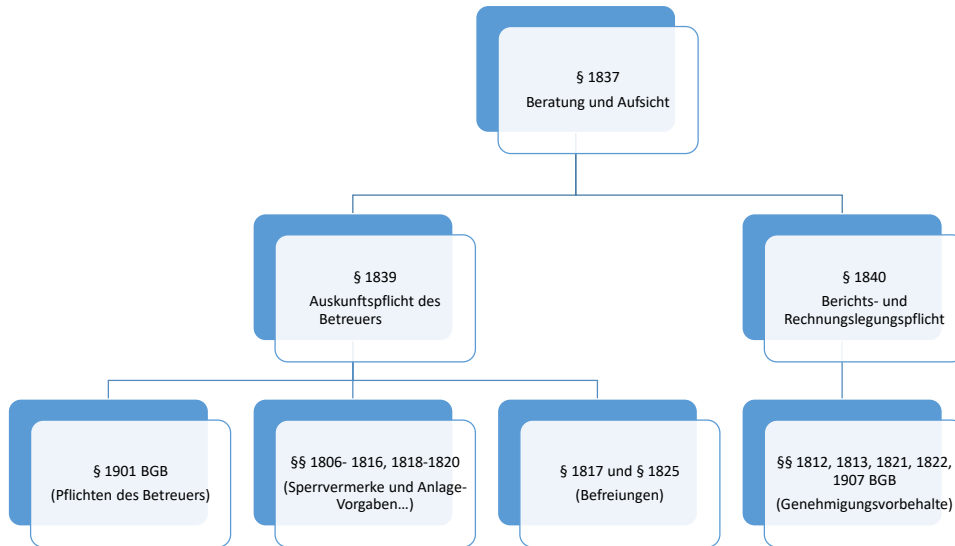 § 1837
Beratung und Aufsicht
§ 1839
Auskunftspflicht des
Betreuers
§ 1840
Berichts- und
Rechnungslegungspflicht
§ 1901 BGB
(Pflichten des Betreuers)
§§ 1806- 1816, 1818-1820
(Sperrvermerke und Anlage-
Vorgaben...)
§ 1817 und § 1825
(Befreiungen)
§§ 1812, 1813, 1821, 1822,
1907 BGB
(Genehmigungsvorbehalte)